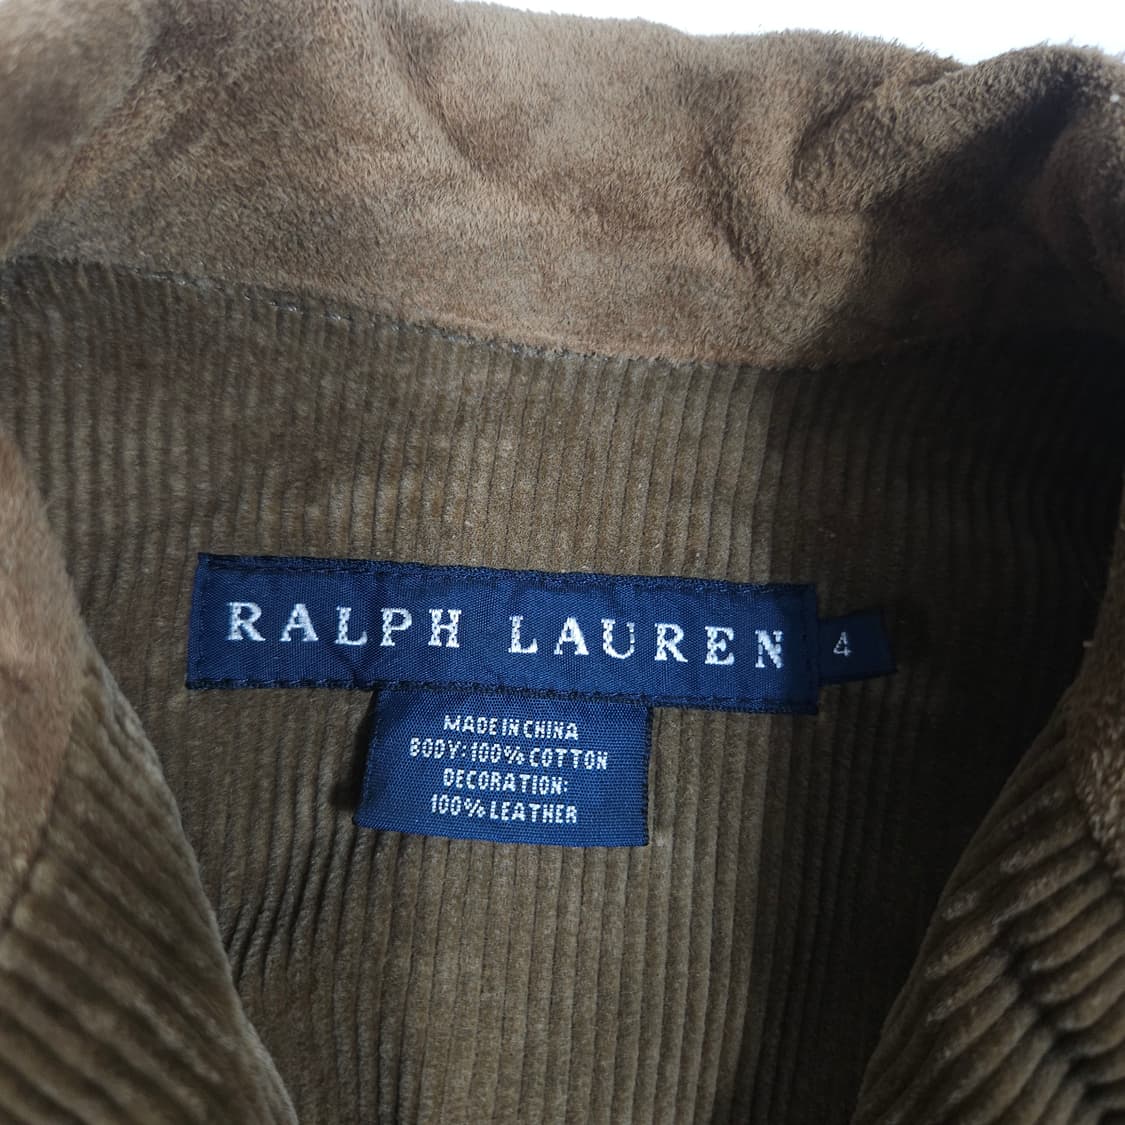 RALPH LAUREN
4
MADE IN CHINA
BODY: 100% COTTON
DECORATION:
100% LEATHER